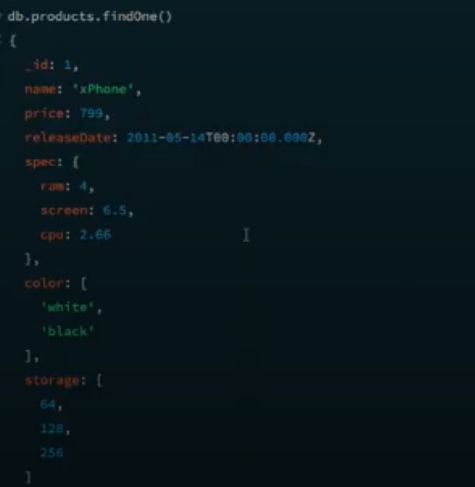 db.products.findOne()
{
_id: 1,
name: 'xPhone',
price: 799,
releaseDate: 2011-05-14T00:00:00.000Z,
spec: {
ram: 4,
screen: 6.5,
cpu: 2.66
},
color: [
'white',
'black'
],
storage: [
64,
128,
256
]